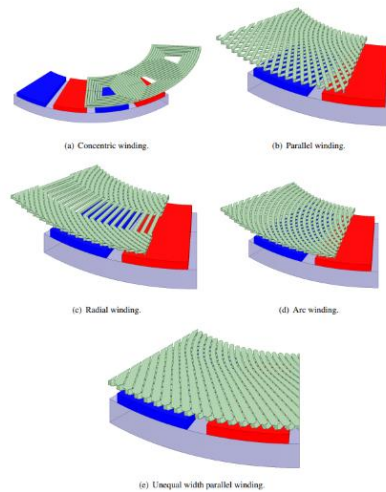 (a) Concentric winding.
(b) Parallel winding.
(c) Radial winding.
(d) Arc winding.
(e) Unequal width parallel winding.